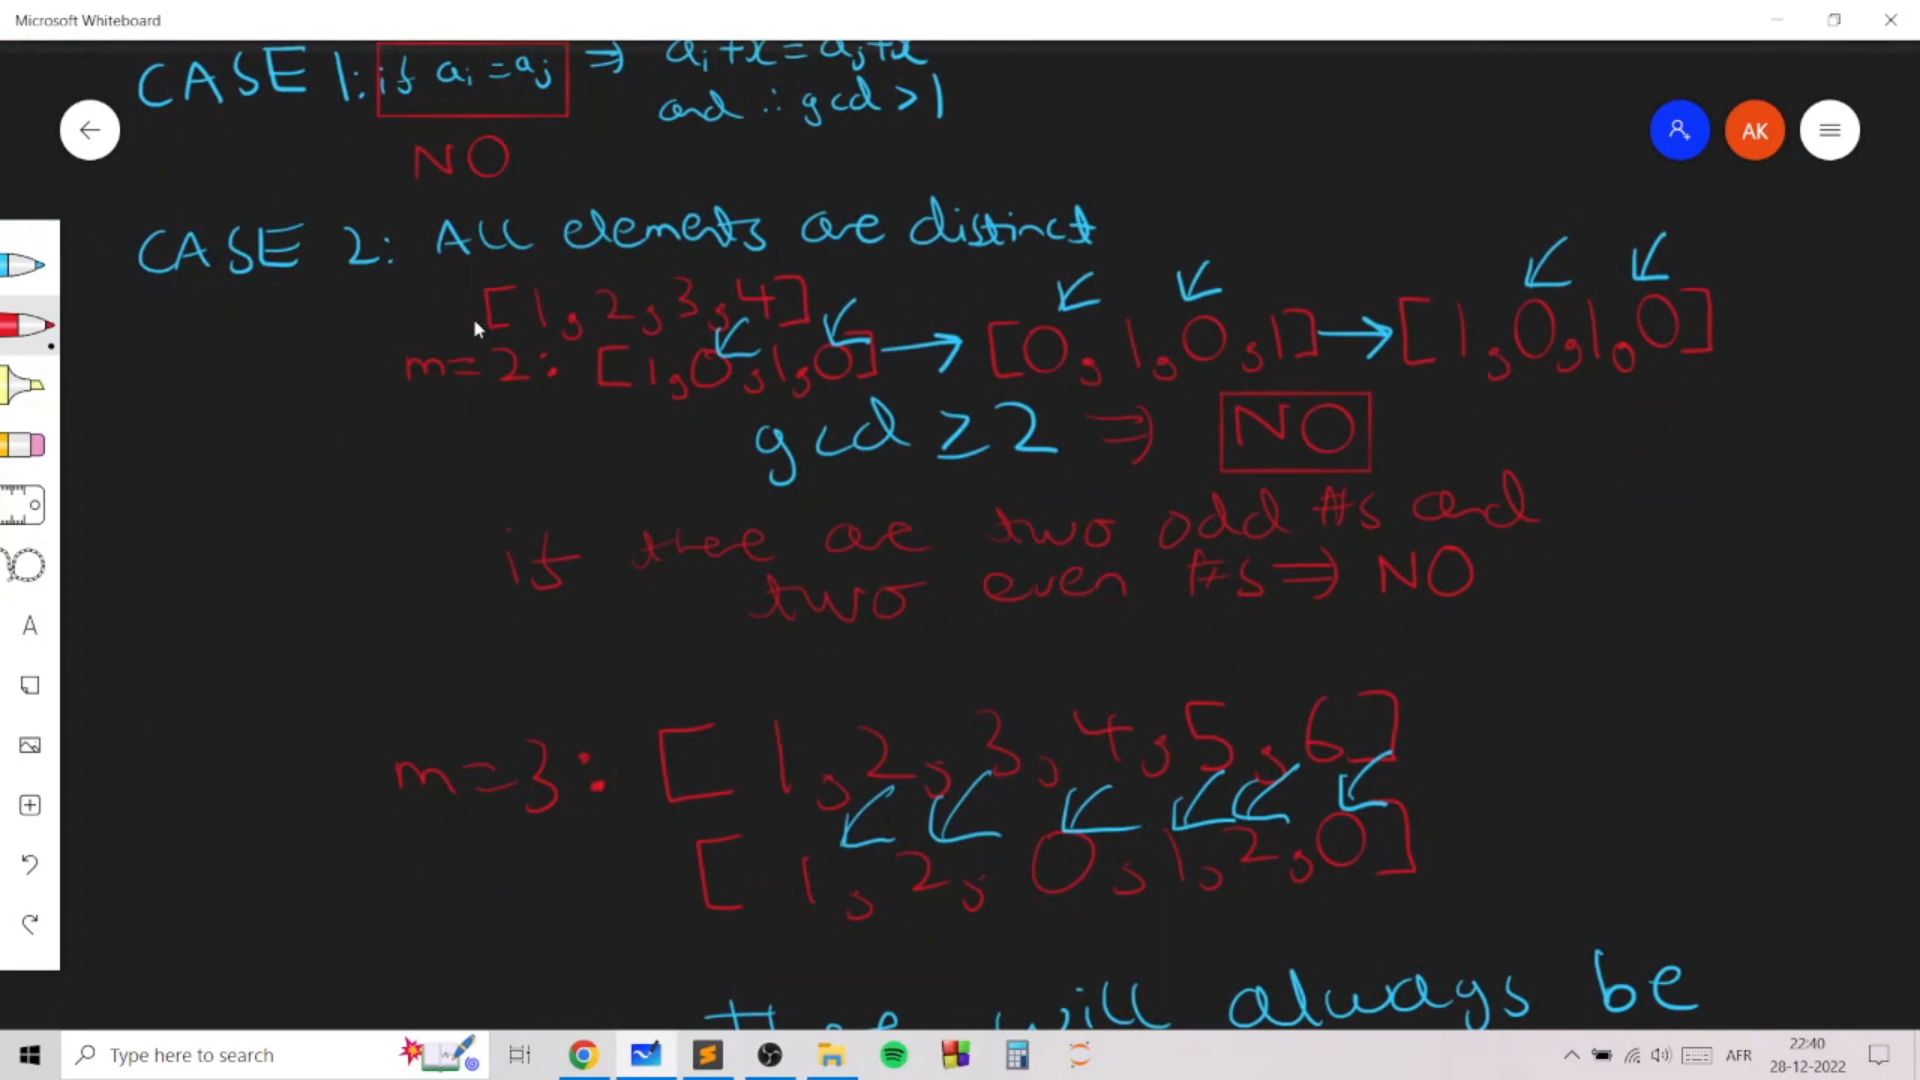 Microsoft Whiteboard
CASE 1: if ai = aj ⇒ ai+x = aj+x
and ∴ gcd > 1
NO
AK
CASE 2: All elements are distinct
[1, 2, 3, 4]
m=2: [1, 0, 1, 0] → [0, 1, 0, 1] → [1, 0, 1, 0]
gcd ≥ 2 ⇒ NO
if there are two odd #s and
two even #s ⇒ NO
m=3: [1, 2, 3, 4, 5, 6]
[1, 2, 0, 1, 2, 0]
there will always be
A
Type here to search
AFR
22:40
28-12-2022